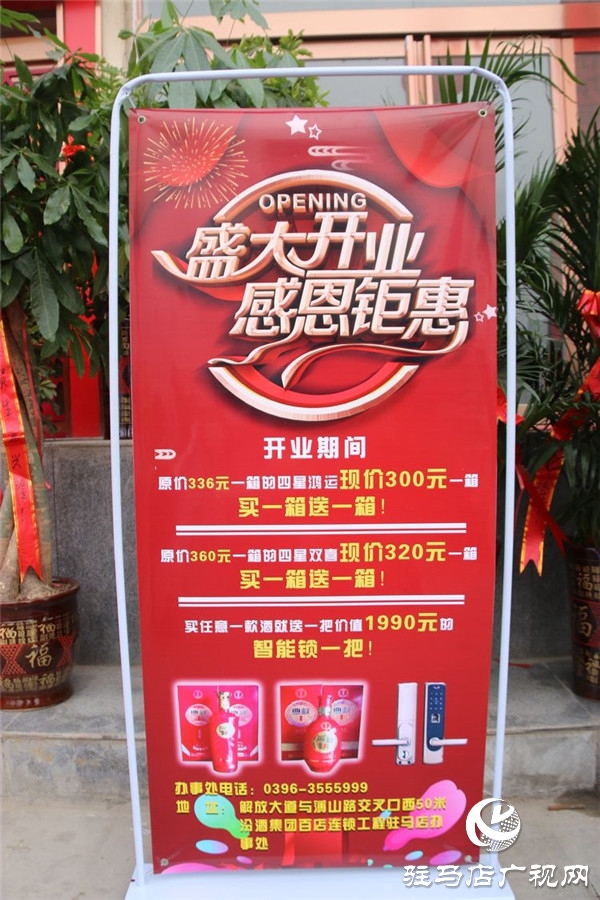 OPENING
盛大开业
感恩钜惠
开业期间
原价336元一箱的四星鸿运现价300元一箱
买一箱送一箱！
原价360元一箱的四星双喜现价320元一箱
买一箱送一箱！
买任意一款酒就送一把价值1990元的
智能锁一把！
办事处电话：0396-3555999
地 址：解放大道与薄山路交叉口西50米
汾酒集团百店连锁工程驻马店办
事处
福
驻马店广视网